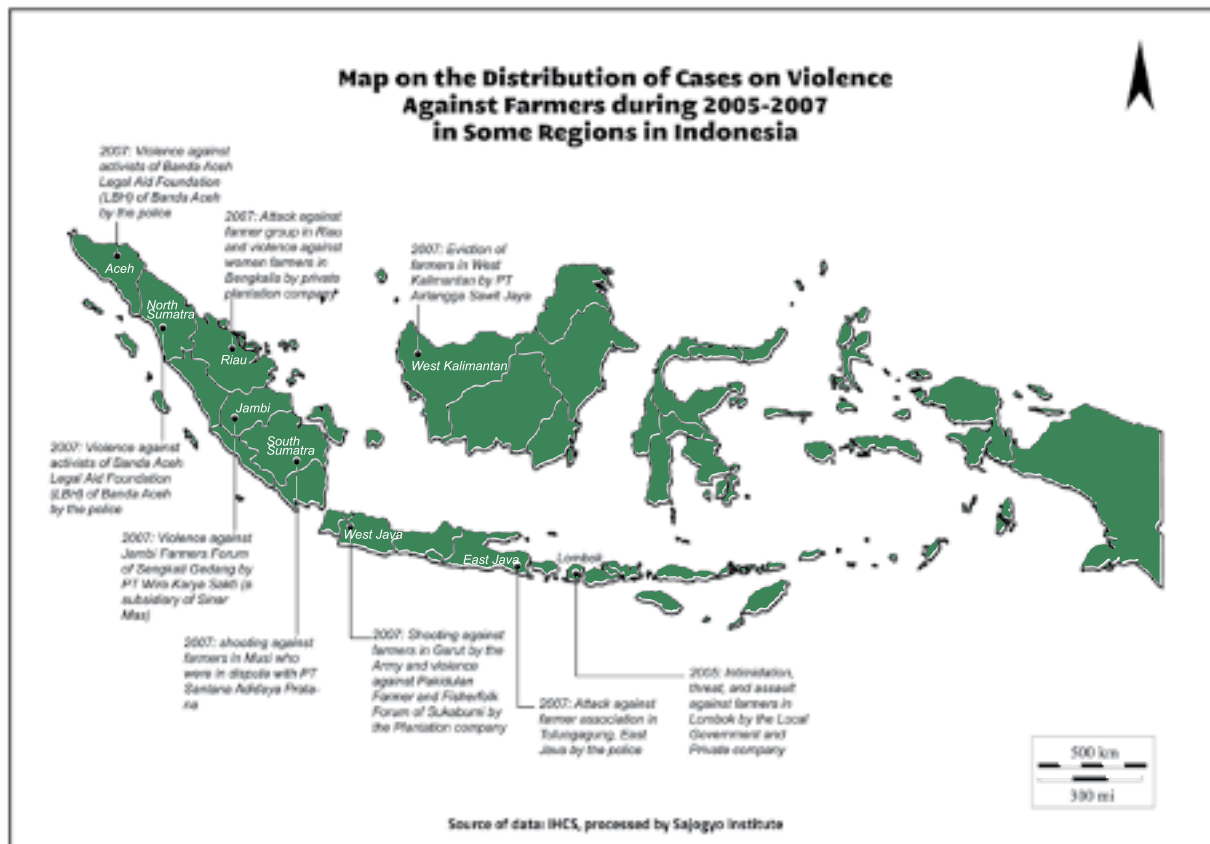 Map on the Distribution of Cases on Violence
Against Farmers during 2005-2007
in Some Regions in Indonesia
2007: Violence against
activists of Banda Aceh
Legal Aid Foundation
(LBH) of Banda Aceh
by the police
2007: Attack against
farmer group in Riau
and violence against
women farmers in
Bengkalis by private
plantation company
2007: Eviction of
farmers in West
Kalimantan by PT
Airlangga Sawit Jaya
Aceh
North
Sumatra
Riau
West Kalimantan
Jambi
South
Sumatra
2007: Violence against
activists of Banda Aceh
Legal Aid Foundation
(LBH) of Banda Aceh
by the police
West Java
East Java
Lombok
2007: Violence against
Jambi Farmers Forum
of Sengkati Gedang by
PT Wira Karya Sakti (a
subsidiary of Sinar
Mas)
2007: shooting against
farmers in Musi who
were in dispute with PT
Santana Adidaya Prata-
na
2007: Shooting against
farmers in Garut by the
Army and violence
against Pakidulan
Farmer and Fisherfolk
Forum of Sukabumi by
the Plantation company
2007: Attack against
farmer association in
Tulungagung, East
Java by the police
2005: Intimidation,
threat, and assault
against farmers in
Lombok by the Local
Government and
Private company
500 km
300 mi
Source of data: IHCS, processed by Sajogyo Institute